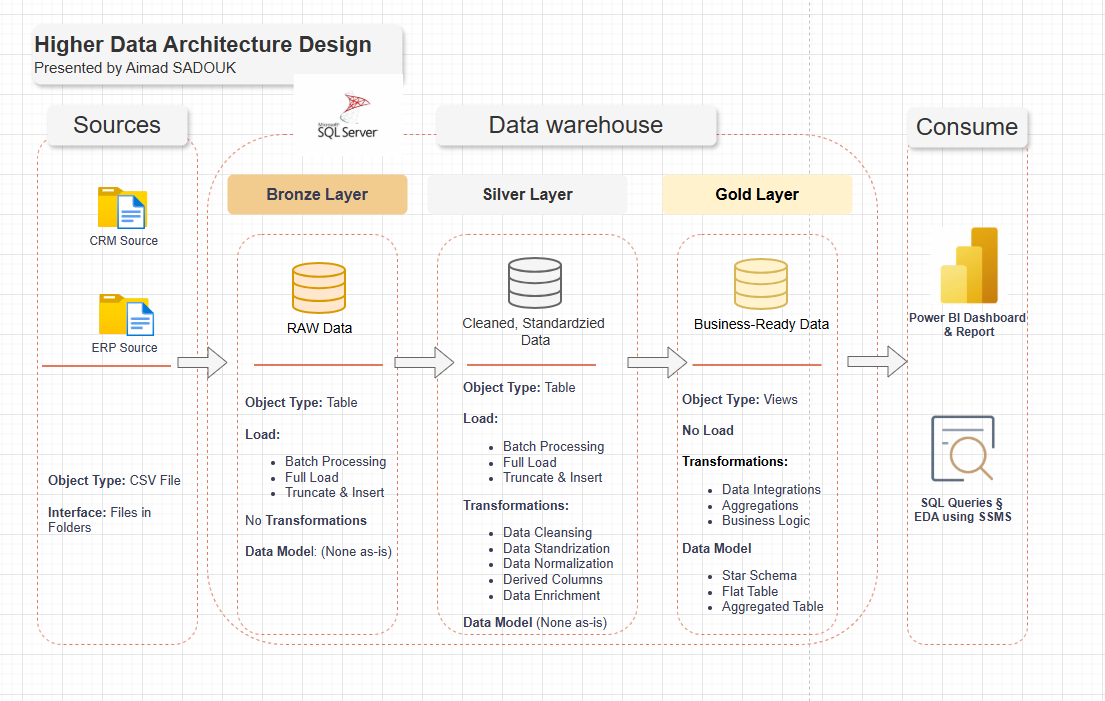 Higher Data Architecture Design
Presented by Aimad SADOUK
Microsoft
SQL Server
Sources
Data warehouse
Consume
CRM Source
ERP Source
Object Type: CSV File
Interface: Files in
Folders
Bronze Layer
RAW Data
Object Type: Table
Load:
• Batch Processing
• Full Load
• Truncate & Insert
No Transformations
Data Model: (None as-is)
Silver Layer
Cleaned, Standardzied
Data
Object Type: Table
Load:
• Batch Processing
• Full Load
• Truncate & Insert
Transformations:
• Data Cleansing
• Data Standrization
• Data Normalization
• Derived Columns
• Data Enrichment
Data Model (None as-is)
Gold Layer
Business-Ready Data
Object Type: Views
No Load
Transformations:
• Data Integrations
• Aggregations
• Business Logic
Data Model
• Star Schema
• Flat Table
• Aggregated Table
Power BI Dashboard
& Report
SQL Queries §
EDA using SSMS